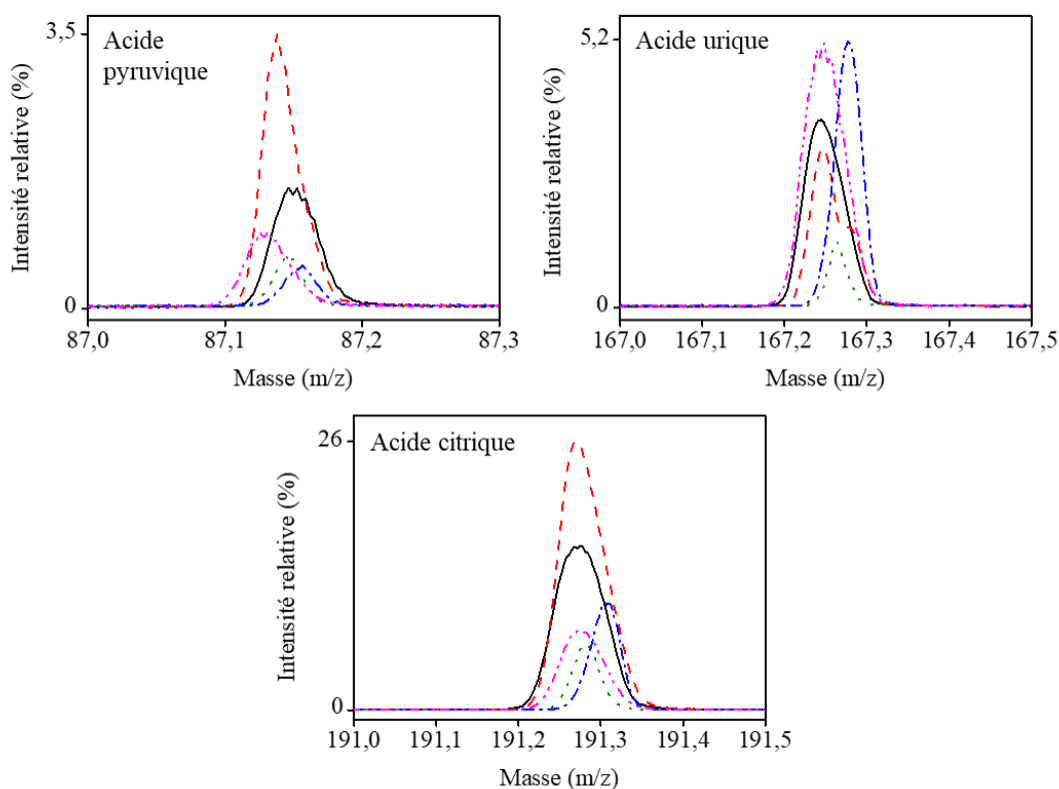 3,5
Acide
pyruvique
Intensité relative (%)
0
87,0
87,1
87,2
87,3
Masse (m/z)
5,2
Acide urique
Intensité relative (%)
0
167,0
167,1
167,2
167,3
167,4
167,5
Masse (m/z)
26
Acide citrique
Intensité relative (%)
0
191,0
191,1
191,2
191,3
191,4
191,5
Masse (m/z)